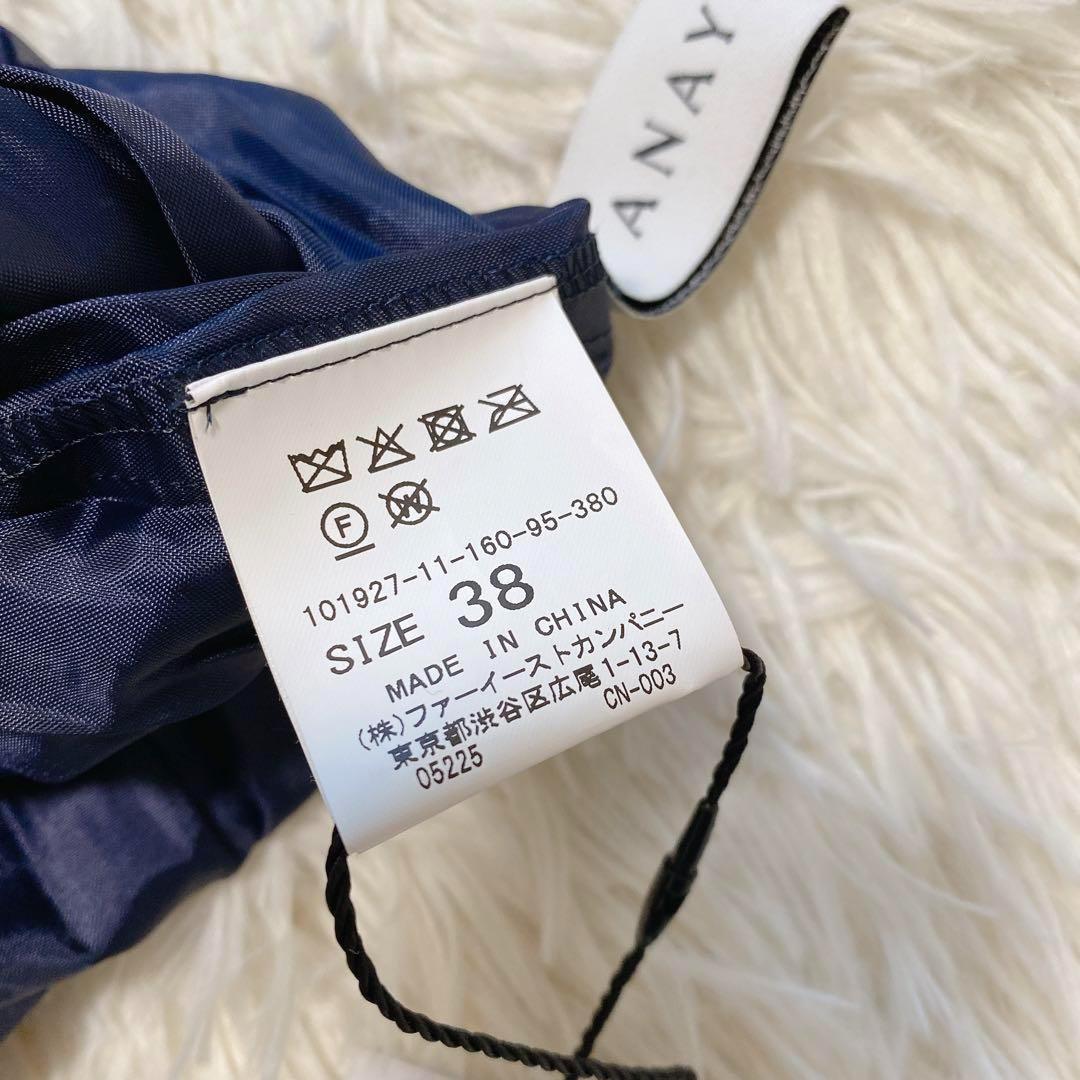 ANAY
F
W
101927-11-160-95-380
SIZE 38
MADE IN CHINA
(株)ファーイーストカンパニー
東京都渋谷区広尾1-13-7
05225 CN-003